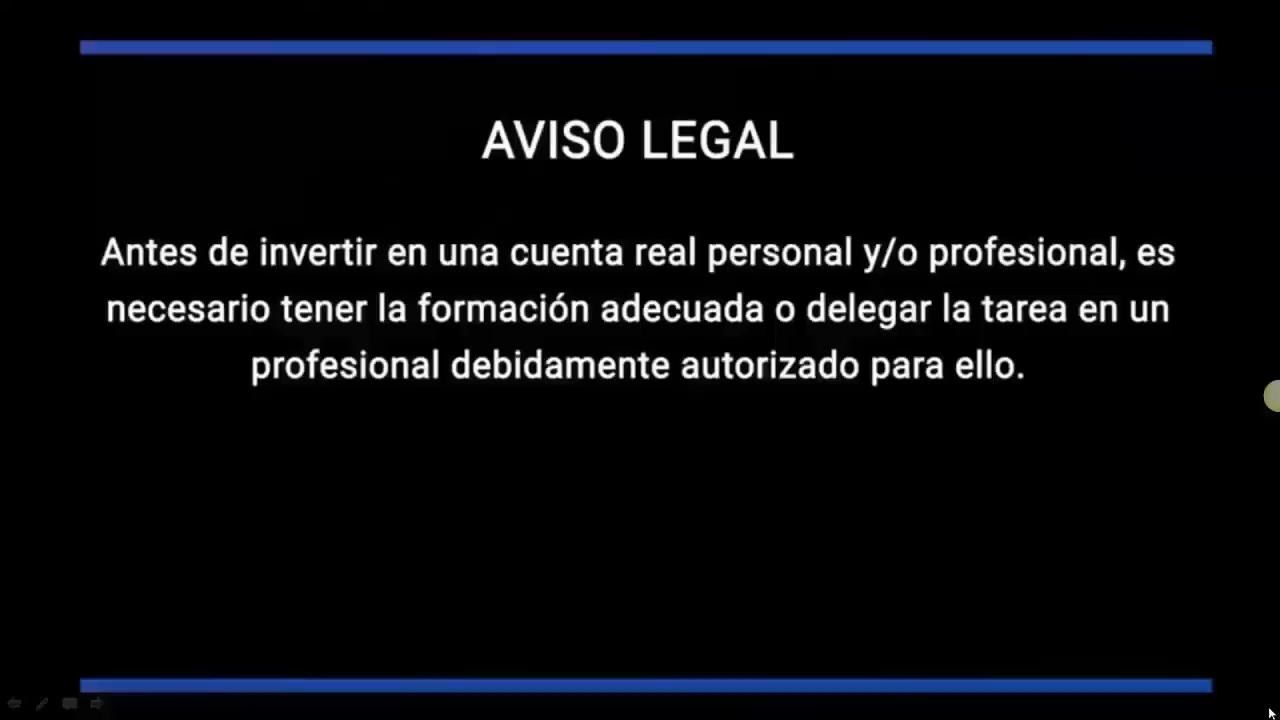 AVISO LEGAL
Antes de invertir en una cuenta real personal y/o profesional, es
necesario tener la formación adecuada o delegar la tarea en un
profesional debidamente autorizado para ello.